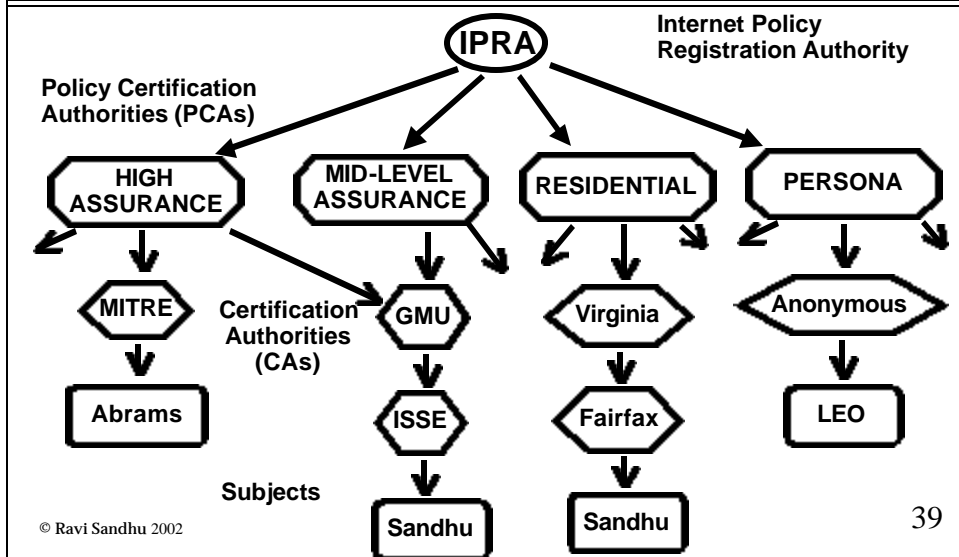 IPRA
Internet Policy
Registration Authority
Policy Certification
Authorities (PCAs)
HIGH
ASSURANCE
MID-LEVEL
ASSURANCE
RESIDENTIAL
PERSONA
MITRE
Certification
Authorities
(CAs)
GMU
Virginia
Anonymous
Abrams
ISSE
Fairfax
LEO
Subjects
Sandhu
Sandhu
© Ravi Sandhu 2002
39